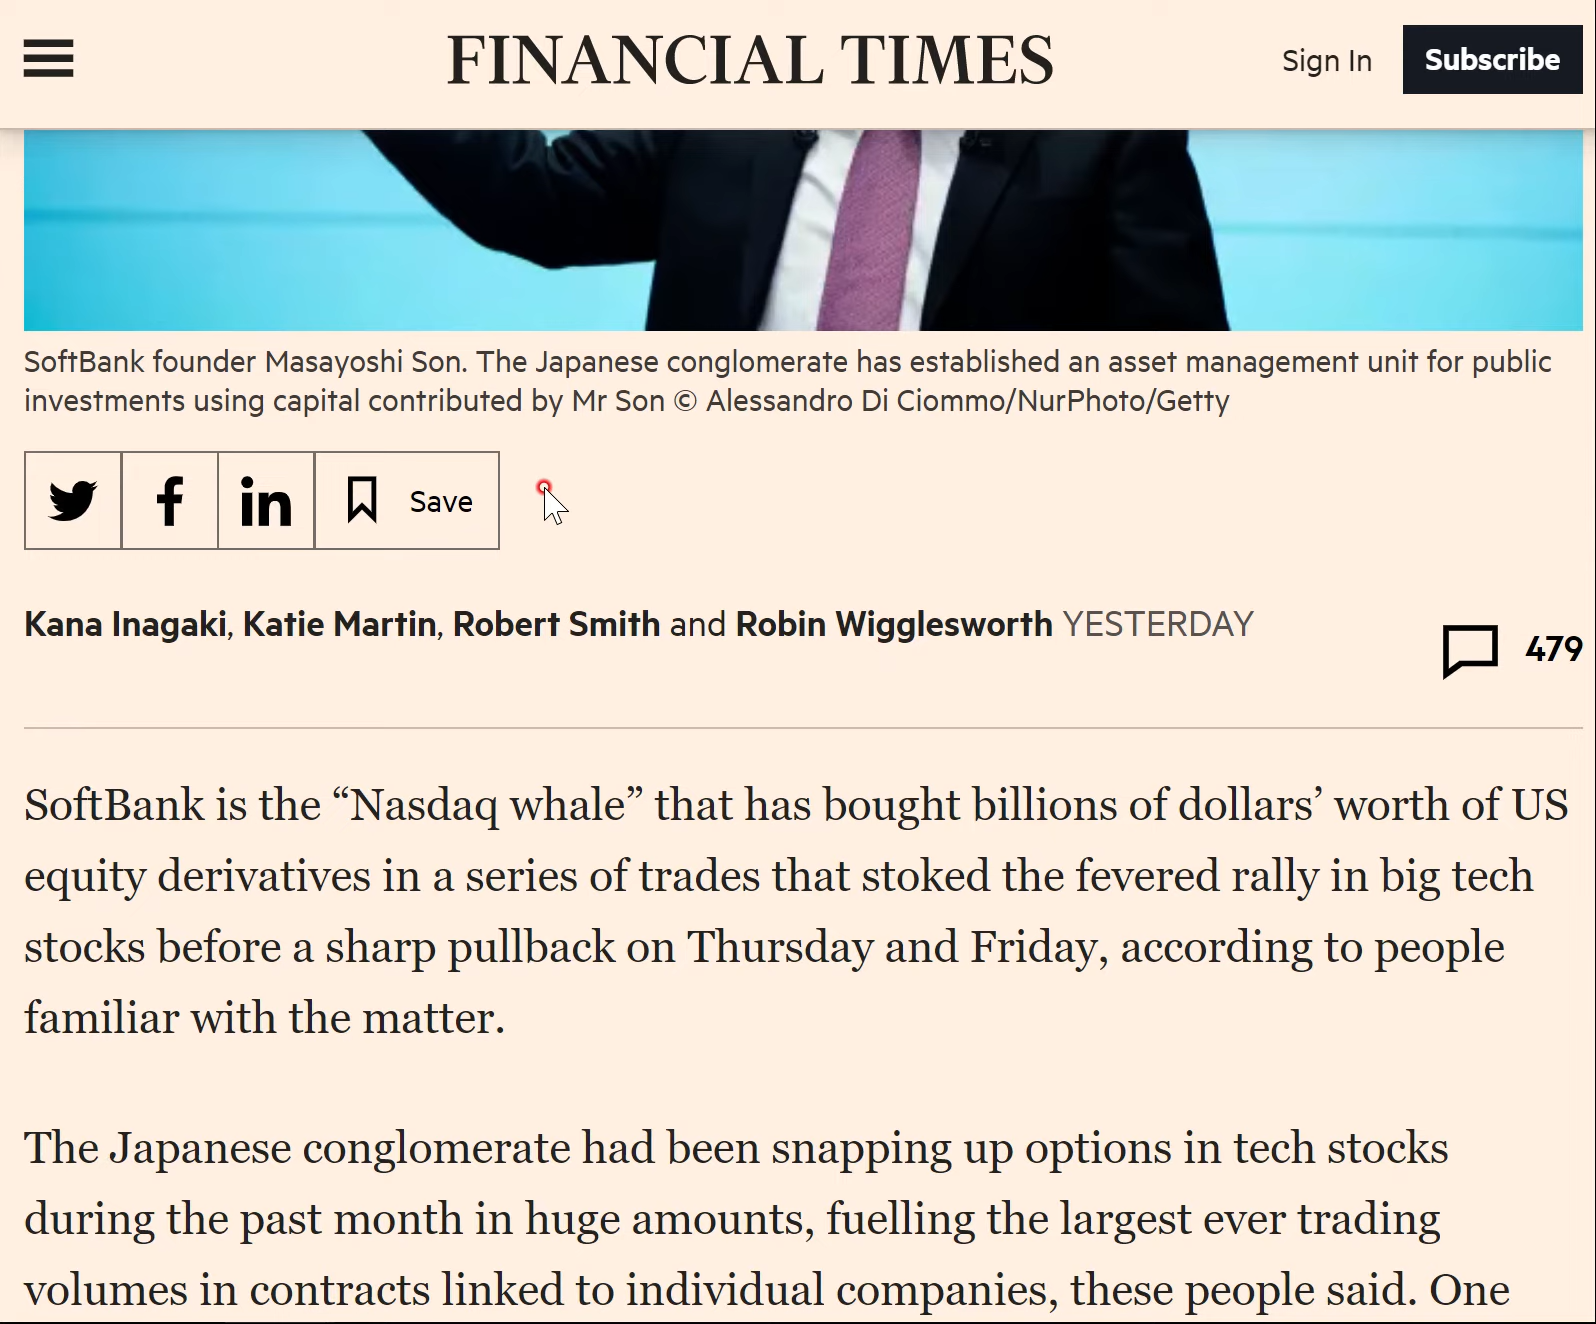 FINANCIAL TIMES
Sign In
Subscribe
SoftBank founder Masayoshi Son. The Japanese conglomerate has established an asset management unit for public
investments using capital contributed by Mr Son © Alessandro Di Ciommo/NurPhoto/Getty
Save
Kana Inagaki, Katie Martin, Robert Smith and Robin Wigglesworth YESTERDAY
479
SoftBank is the “Nasdaq whale” that has bought billions of dollars’ worth of US
equity derivatives in a series of trades that stoked the fevered rally in big tech
stocks before a sharp pullback on Thursday and Friday, according to people
familiar with the matter.
The Japanese conglomerate had been snapping up options in tech stocks
during the past month in huge amounts, fuelling the largest ever trading
volumes in contracts linked to individual companies, these people said. One